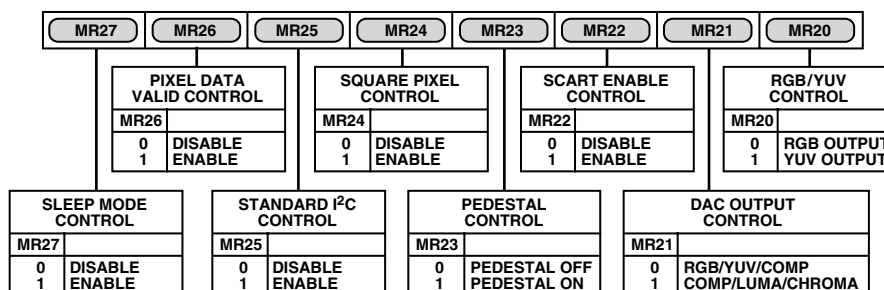 MR27 MR26 MR25 MR24 MR23 MR22 MR21 MR20
PIXEL DATA
VALID CONTROL
MR26
0 DISABLE
1 ENABLE
SQUARE PIXEL
CONTROL
MR24
0 DISABLE
1 ENABLE
SCART ENABLE
CONTROL
MR22
0 DISABLE
1 ENABLE
RGB/YUV
CONTROL
MR20
0 RGB OUTPUT
1 YUV OUTPUT
SLEEP MODE
CONTROL
MR27
0 DISABLE
1 ENABLE
STANDARD I²C
CONTROL
MR25
0 DISABLE
1 ENABLE
PEDESTAL
CONTROL
MR23
0 PEDESTAL OFF
1 PEDESTAL ON
DAC OUTPUT
CONTROL
MR21
0 RGB/YUV/COMP
1 COMP/LUMA/CHROMA